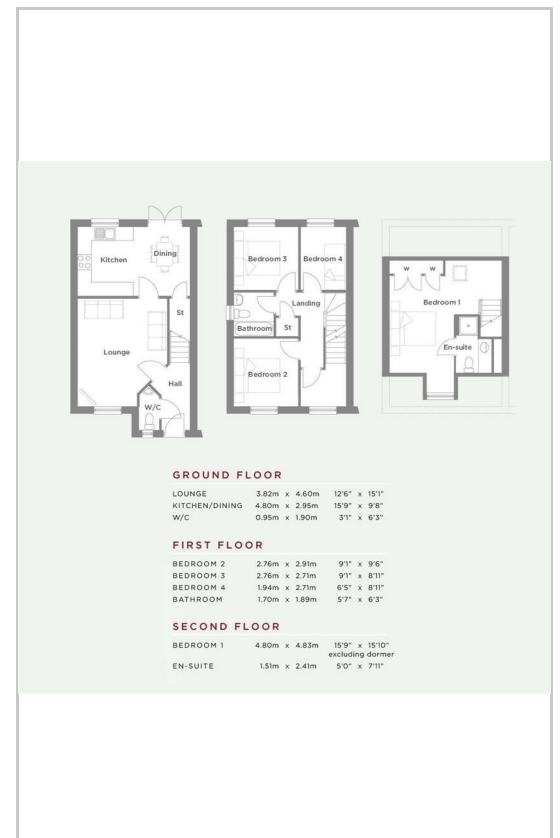 Kitchen
Dining
St
Lounge
Hall
W/C
Bedroom 3
Bedroom 4
Landing
Bathroom
St
Bedroom 2
W
W
Bedroom 1
En-suite
GROUND FLOOR
LOUNGE 3.82m x 4.60m 12'6" x 15'1"
KITCHEN/DINING 4.80m x 2.95m 15'9" x 9'8"
W/C 0.95m x 1.90m 3'1" x 6'3"
FIRST FLOOR
BEDROOM 2 2.76m x 2.91m 9'1" x 9'6"
BEDROOM 3 2.76m x 2.71m 9'1" x 8'11"
BEDROOM 4 1.94m x 2.71m 6'5" x 8'11"
BATHROOM 1.70m x 1.89m 5'7" x 6'3"
SECOND FLOOR
BEDROOM 1 4.80m x 4.83m 15'9" x 15'10"
excluding dormer
EN-SUITE 1.51m x 2.41m 5'0" x 7'11"